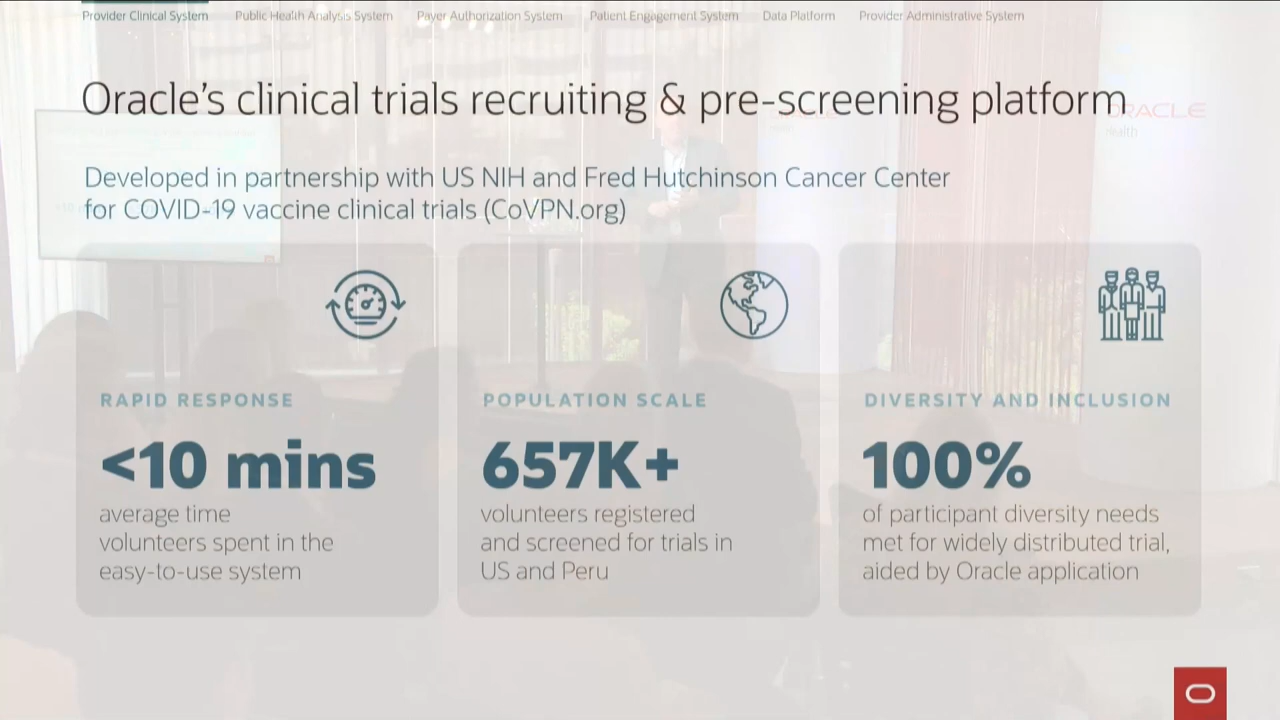 Provider Clinical System Public Health Analysis System Payer Authorization System Patient Engagement System Data Platform Provider Administrative System
Oracle's clinical trials recruiting & pre-screening platform
ORACLE
Health
Developed in partnership with US NIH and Fred Hutchinson Cancer Center
for COVID-19 vaccine clinical trials (CoVPN.org)
RAPID RESPONSE
<10 mins
average time
volunteers spent in the
easy-to-use system
POPULATION SCALE
657K+
volunteers registered
and screened for trials in
US and Peru
DIVERSITY AND INCLUSION
100%
of participant diversity needs
met for widely distributed trial,
aided by Oracle application